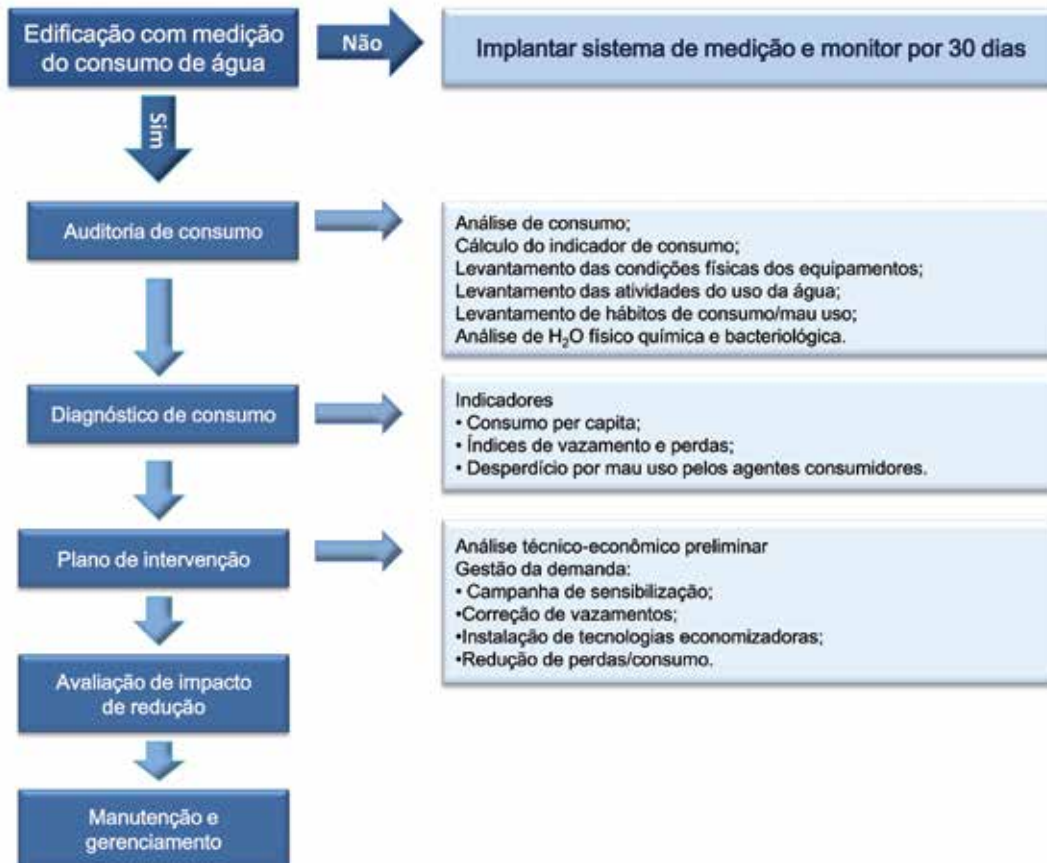 Edificação com medição
do consumo de água
Não
Implantar sistema de medição e monitor por 30 dias
Sim
Auditoria de consumo
Análise de consumo;
Cálculo do indicador de consumo;
Levantamento das condições físicas dos equipamentos;
Levantamento das atividades do uso da água;
Levantamento de hábitos de consumo/mau uso;
Análise de H₂O físico química e bacteriológica.
Diagnóstico de consumo
Indicadores
• Consumo per capita;
• Índices de vazamento e perdas;
• Desperdício por mau uso pelos agentes consumidores.
Plano de intervenção
Análise técnico-econômico preliminar
Gestão da demanda:
• Campanha de sensibilização;
•Correção de vazamentos;
•Instalação de tecnologias economizadoras;
•Redução de perdas/consumo.
Avaliação de impacto
de redução
Manutenção e
gerenciamento